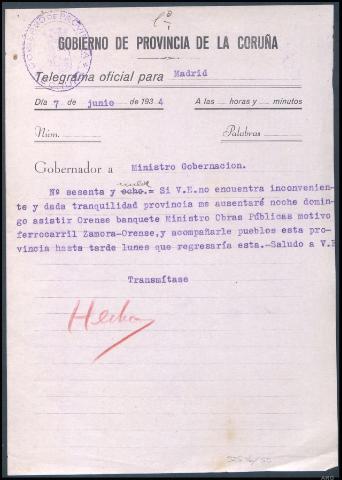 GOBIERNO DE PROVINCIA DE LA CORUÑA
Telegrama oficial para Madrid
Día 7 de junio de 1934 A las horas y minutos
Núm. Palabras
Gobernador a Ministro Gobernacion.
nueve
No sesenta y ocho.= Si V.E.no encuentra inconvenien-
te y dada tranquilidad provincia me ausentaré noche domin-
go asistir Orense banquete Ministro Obras Públicas motivo
ferrocarril Zamora-Orense,y acompañarle pueblos esta pro-
vincia hasta tarde lunes que regresaría esta.-Saludo a V.E
Transmítase